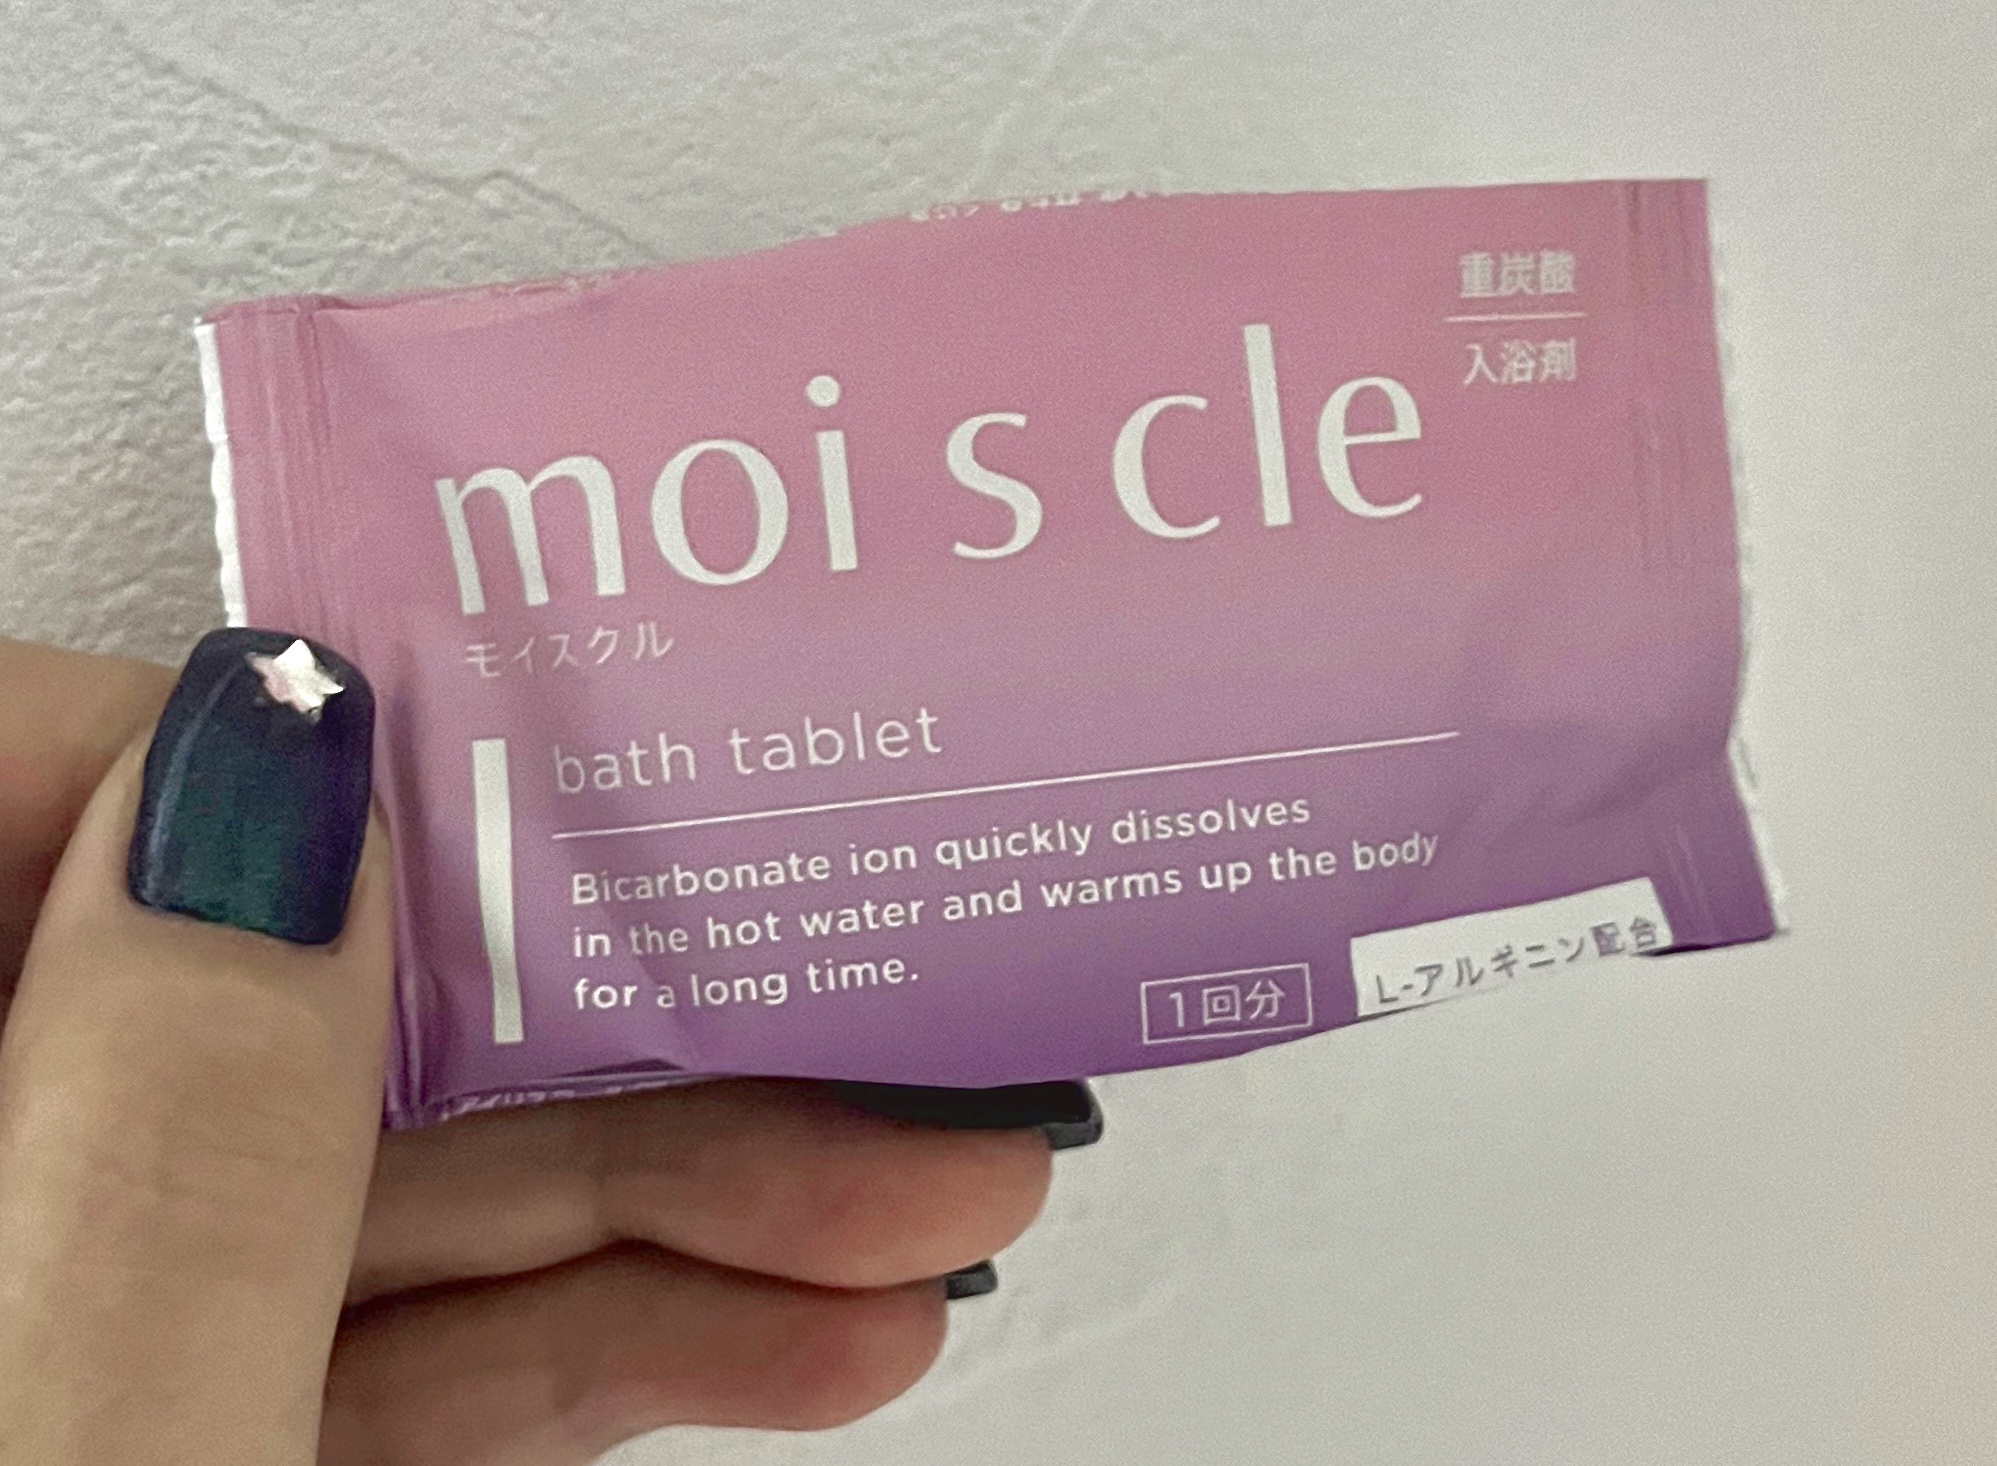 重炭酸
入浴剤
moi s cle
モイスクル
bath tablet
Bicarbonate ion quickly dissolves
in the hot water and warms up the body
for a long time.
1回分
L-アルギニン配合